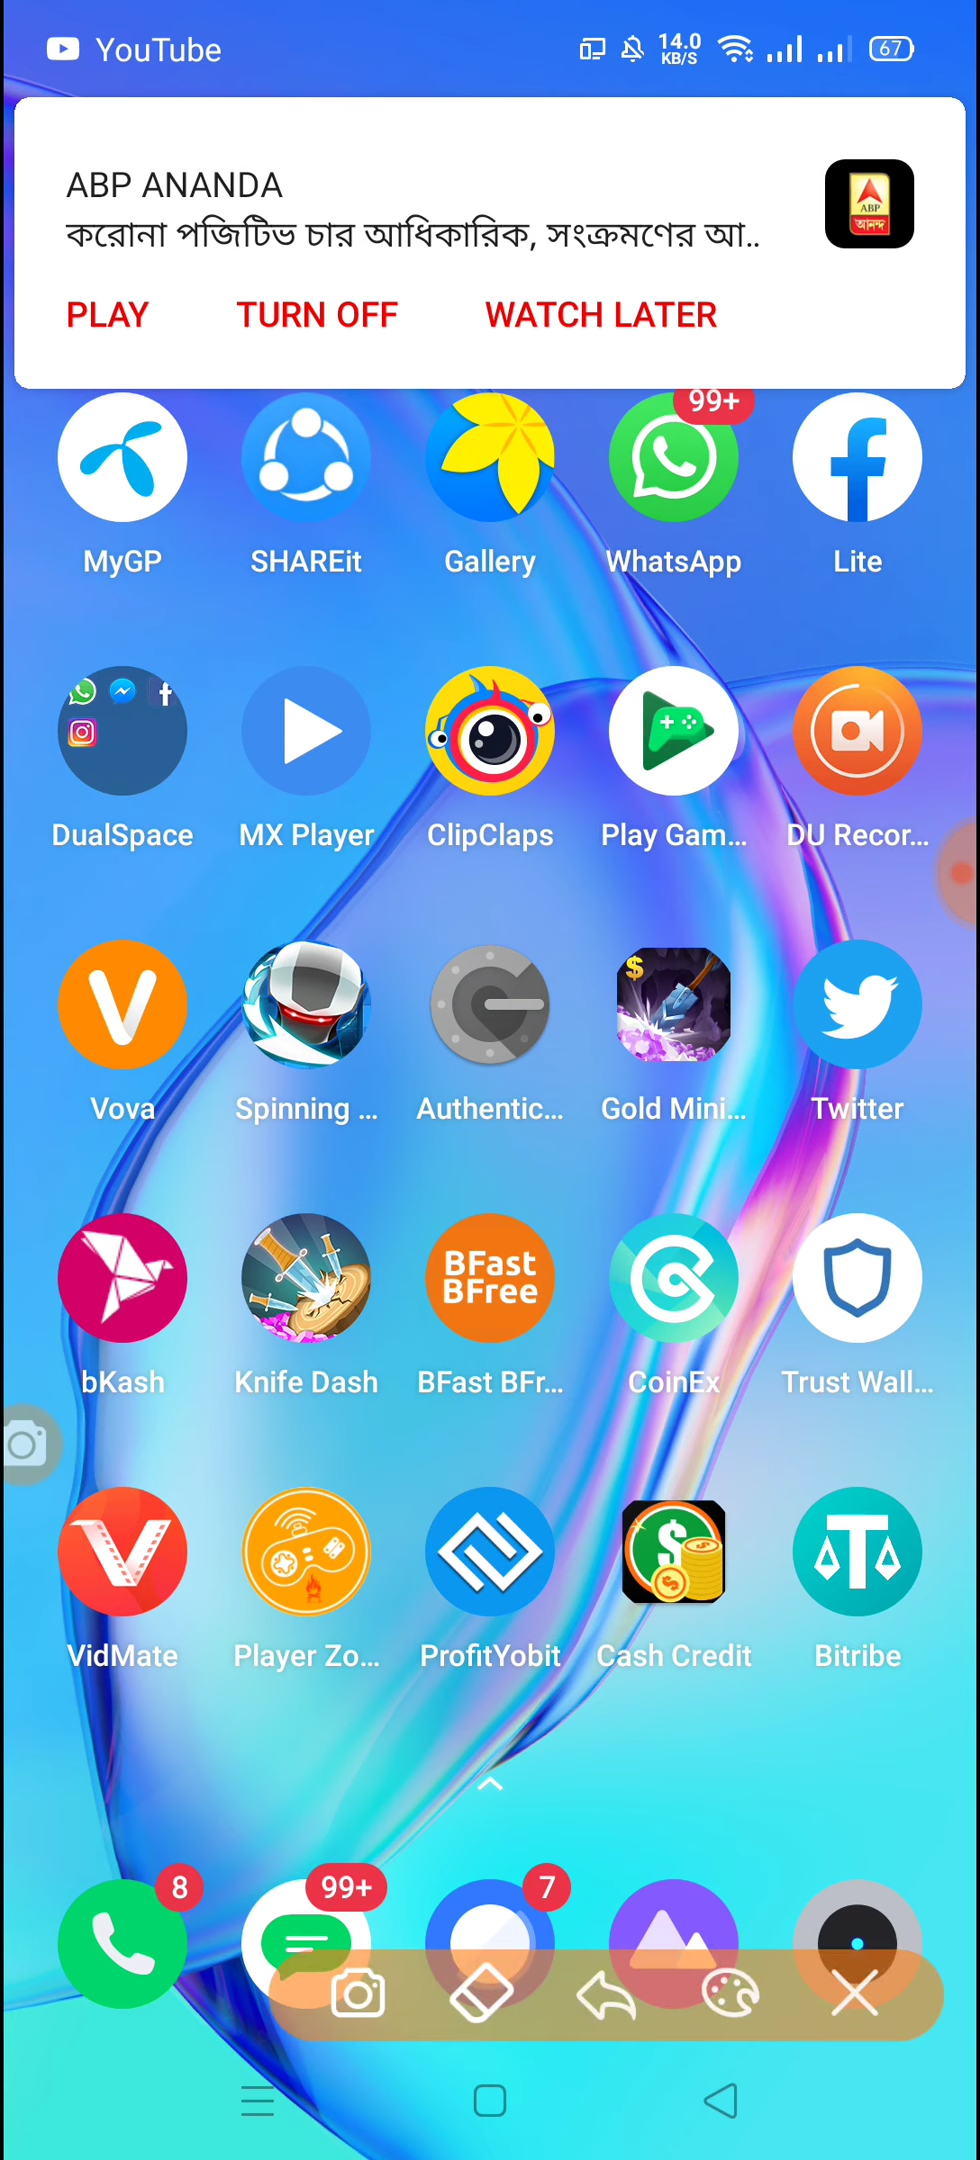 YouTube 14.0 KB/S 67
ABP ANANDA
করোনা পজিটিভ চার আধিকারিক, সংক্রমণের আ..
ABP
আনন্দ
PLAY TURN OFF WATCH LATER
99+
MyGP SHAREit Gallery WhatsApp Lite
DualSpace MX Player ClipClaps Play Gam... DU Recor...
Vova Spinning ... Authentic... Gold Mini... Twitter
BFast
BFree
bKash Knife Dash BFast BFr... CoinEx Trust Wall...
VidMate Player Zo... ProfitYobit Cash Credit Bitribe
8 99+ 7